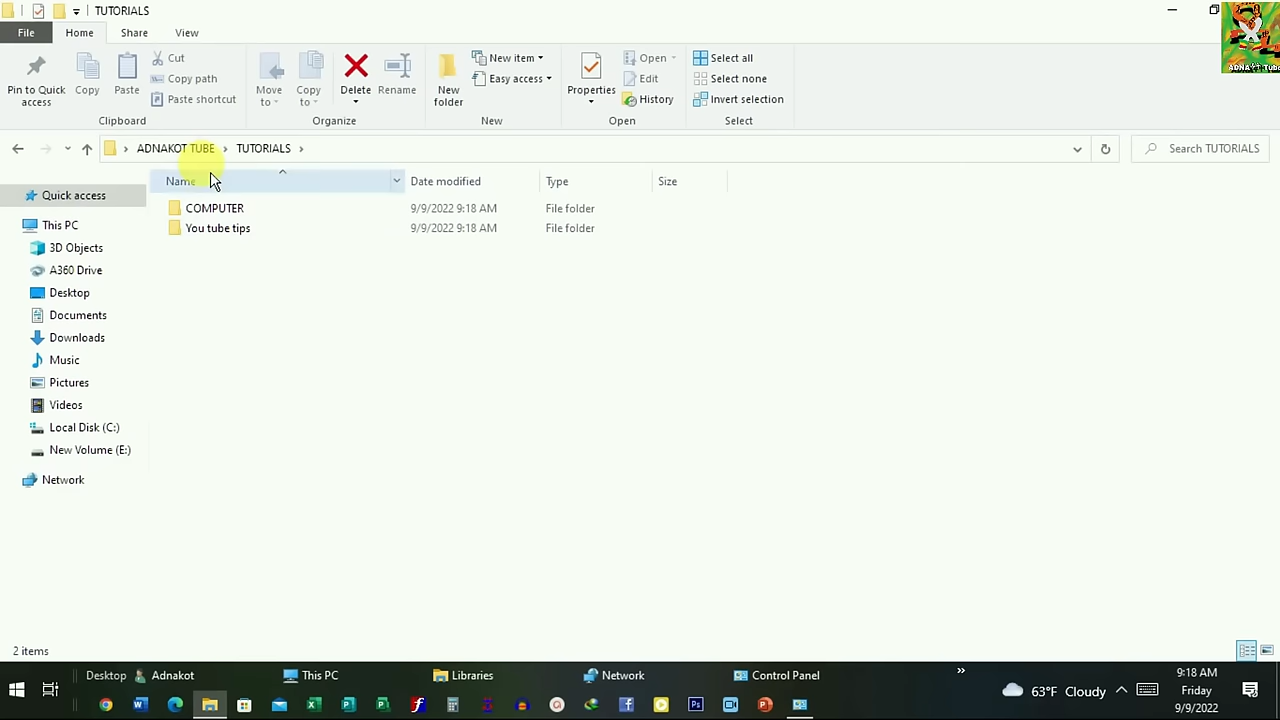 TUTORIALS
File Home Share View
Pin to Quick access
Copy
Paste
Cut
Copy path
Paste shortcut
Clipboard
Move to
Copy to
Delete
Rename
Organize
New folder
New item
Easy access
New
Properties
Open
Edit
History
Open
Select all
Select none
Invert selection
Select
ADNAKOT TUBE TUTORIALS
Search TUTORIALS
Name Date modified Type Size
COMPUTER 9/9/2022 9:18 AM File folder
You tube tips 9/9/2022 9:18 AM File folder
Quick access
This PC
3D Objects
A360 Drive
Desktop
Documents
Downloads
Music
Pictures
Videos
Local Disk (C:)
New Volume (E:)
Network
2 items
Desktop Adnakot This PC Libraries Network Control Panel
63°F Cloudy
9:18 AM
Friday
9/9/2022